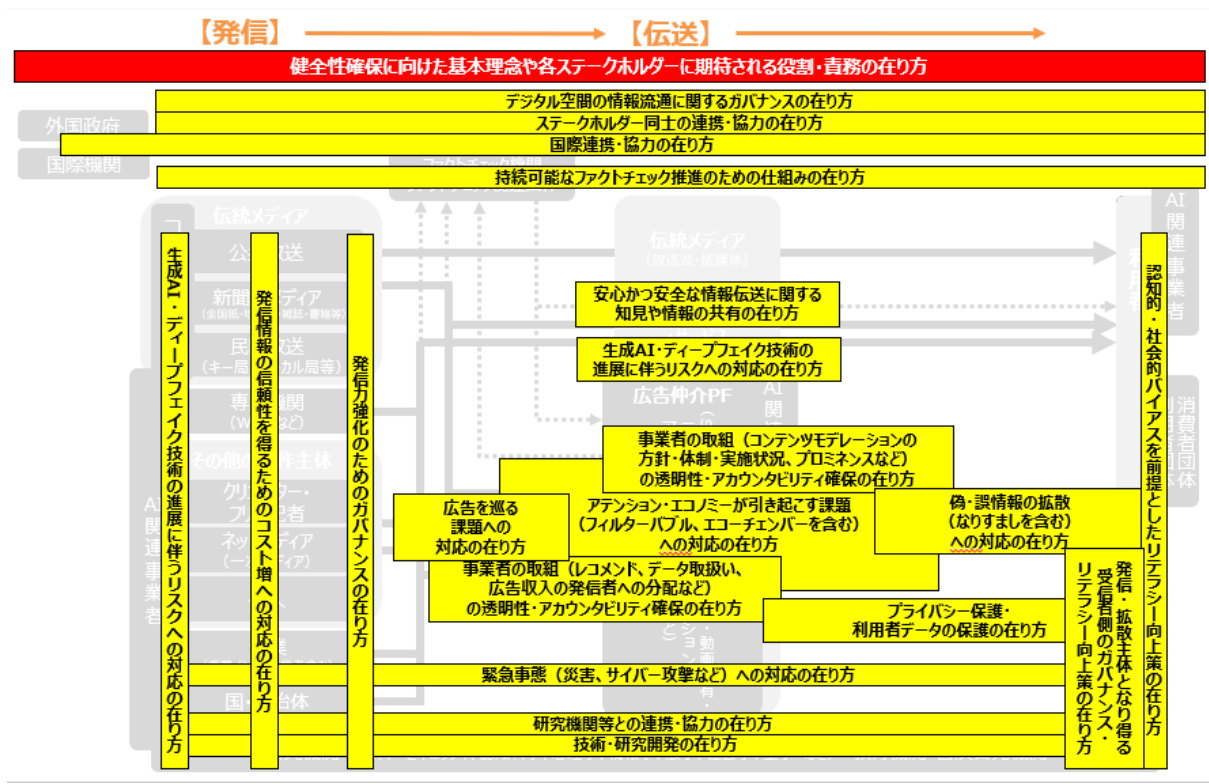 【発信】
【伝送】
健全性確保に向けた基本理念や各ステークホルダーに期待される役割・責務の在り方
デジタル空間の情報流通に関するガバナンスの在り方
外国政府
ステークホルダー同士の連携・協力の在り方
国際連携・協力の在り方
国際機関
ファクトチェック機関
持続可能なファクトチェック推進のための仕組みの在り方
伝統メディア
伝統メディア
(放送波・紙媒体)
AI関連事業者
生成AI・ディープフェイク技術の進展に伴うリスクへの対応の在り方
発信情報の信頼性を得るためのコスト増への対応の在り方
発信力強化のためのガバナンスの在り方
認知的・社会的バイアスを前提としたリテラシー向上策の在り方
安心かつ安全な情報伝送に関する
知見や情報の共有の在り方
生成AI・ディープフェイク技術の
進展に伴うリスクへの対応の在り方
広告仲介PF
消費者団体
事業者の取組（コンテンツモデレーションの
方針・体制・実施状況、プロミネンスなど）
の透明性・アカウンタビリティ確保の在り方
広告を巡る
課題への
対応の在り方
アテンション・エコノミーが引き起こす課題
（フィルターバブル、エコーチェンバーを含む）
への対応の在り方
偽・誤情報の拡散
（なりすましを含む）
への対応の在り方
AI関連事業者
事業者の取組（レコメンド、データ取扱い、
広告収入の発信者への分配など）
の透明性・アカウンタビリティ確保の在り方
プライバシー保護・
利用者データの保護の在り方
発信・拡散主体となり得る
受信者側のガバナンス・
リテラシー向上策の在り方
緊急事態（災害、サイバー攻撃など）への対応の在り方
研究機関等との連携・協力の在り方
技術・研究開発の在り方